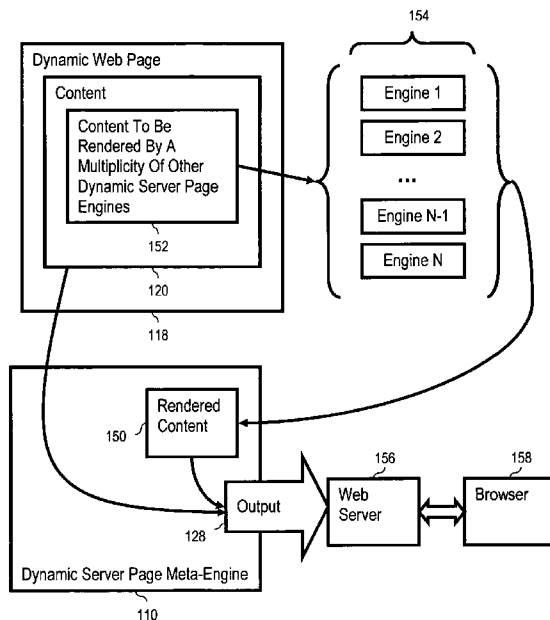 154
Dynamic Web Page
Content
Content To Be
Rendered By A
Multiplicity Of Other
Dynamic Server Page
Engines
152
120
118
Engine 1
Engine 2
...
Engine N-1
Engine N
Rendered
Content
150
Output
128
156
Web
Server
158
Browser
Dynamic Server Page Meta-Engine
110